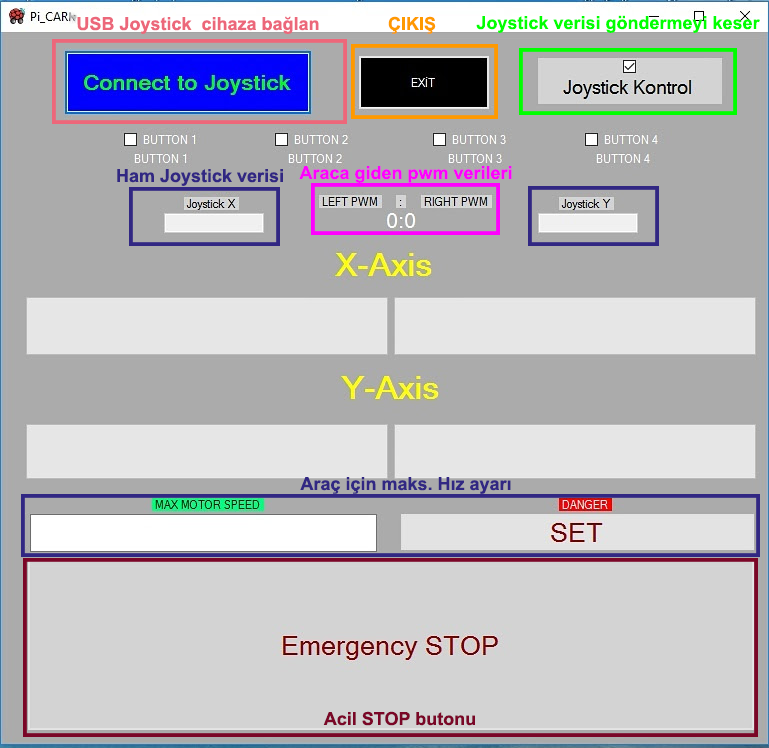 Pi_CAR
USB Joystick cihaza bağlan
ÇIKIŞ
Joystick verisi göndermeyi keser
Connect to Joystick
EXiT
Joystick Kontrol
BUTTON 1
BUTTON 2
BUTTON 3
BUTTON 4
BUTTON 1
BUTTON 2
BUTTON 3
BUTTON 4
Ham Joystick verisi
Araca giden pwm verileri
Joystick X
LEFT PWM : RIGHT PWM
Joystick Y
0:0
X-Axis
Y-Axis
Araç için maks. Hız ayarı
MAX MOTOR SPEED
DANGER
SET
Emergency STOP
Acil STOP butonu